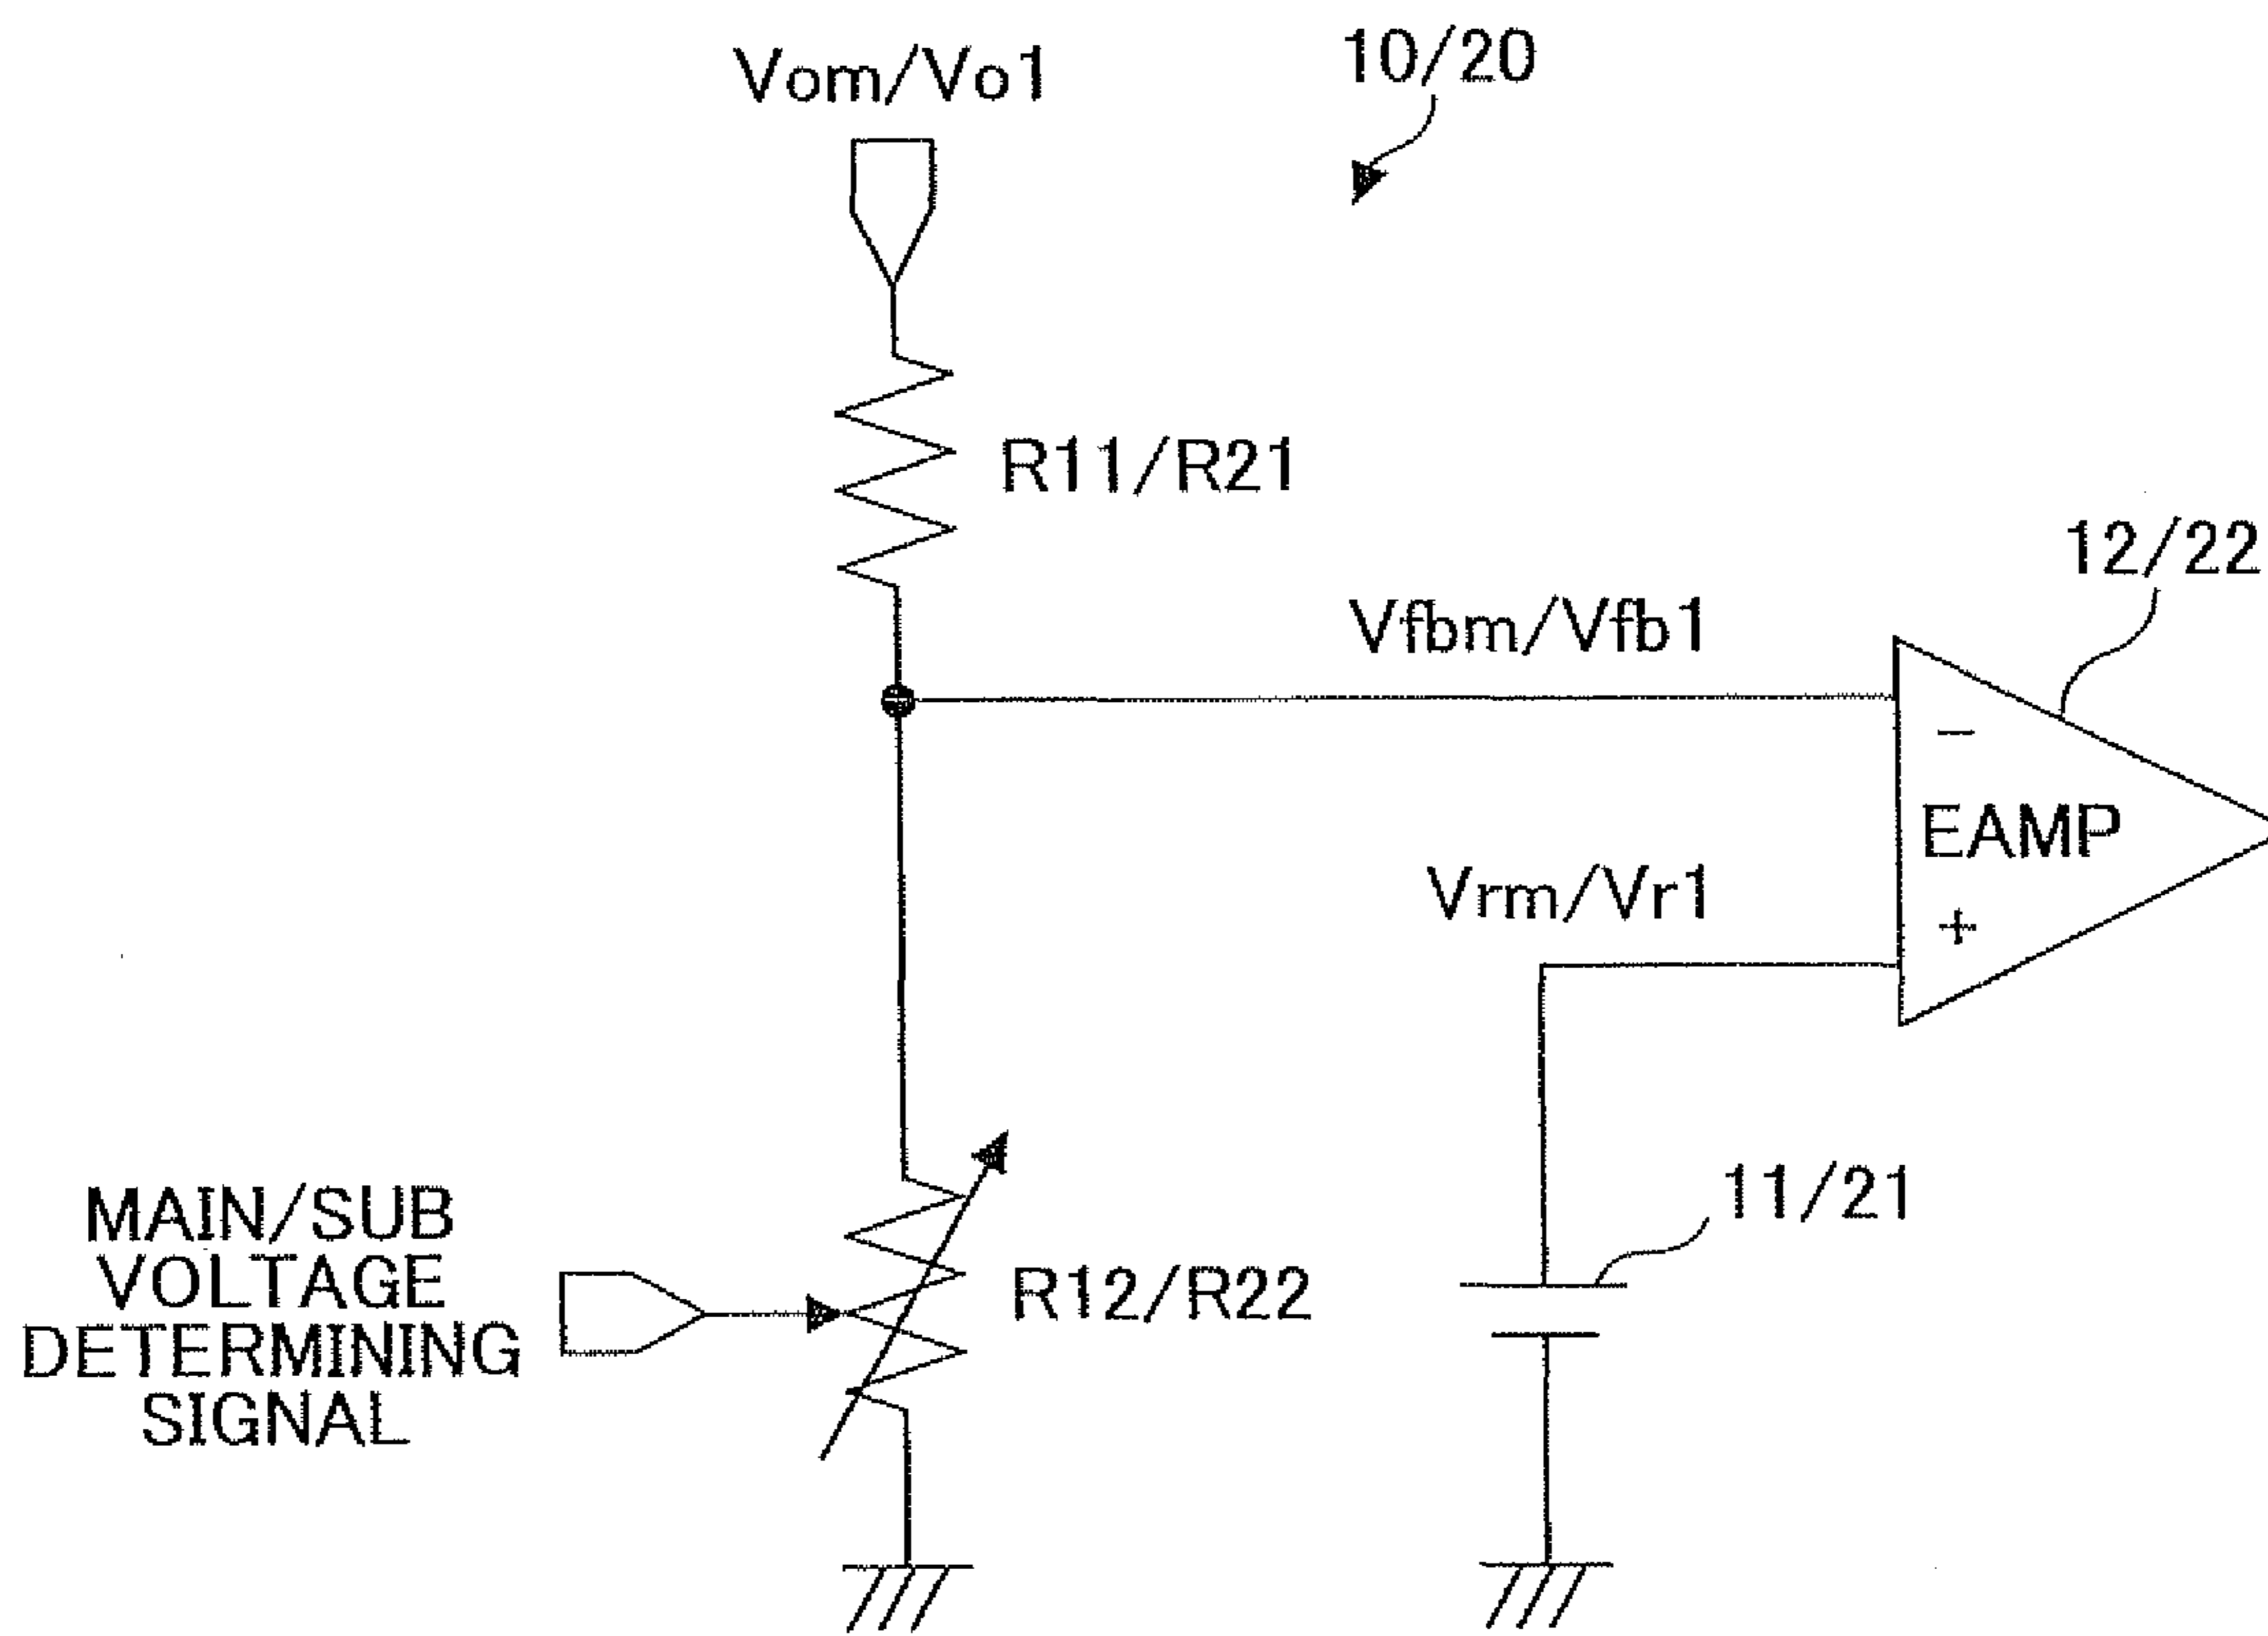 Vom/Vo1
10/20
R11/R21
12/22
Vfbm/Vfb1
−
EAMP
Vrm/Vr1
+
11/21
MAIN/SUB
VOLTAGE
DETERMINING
SIGNAL
R12/R22